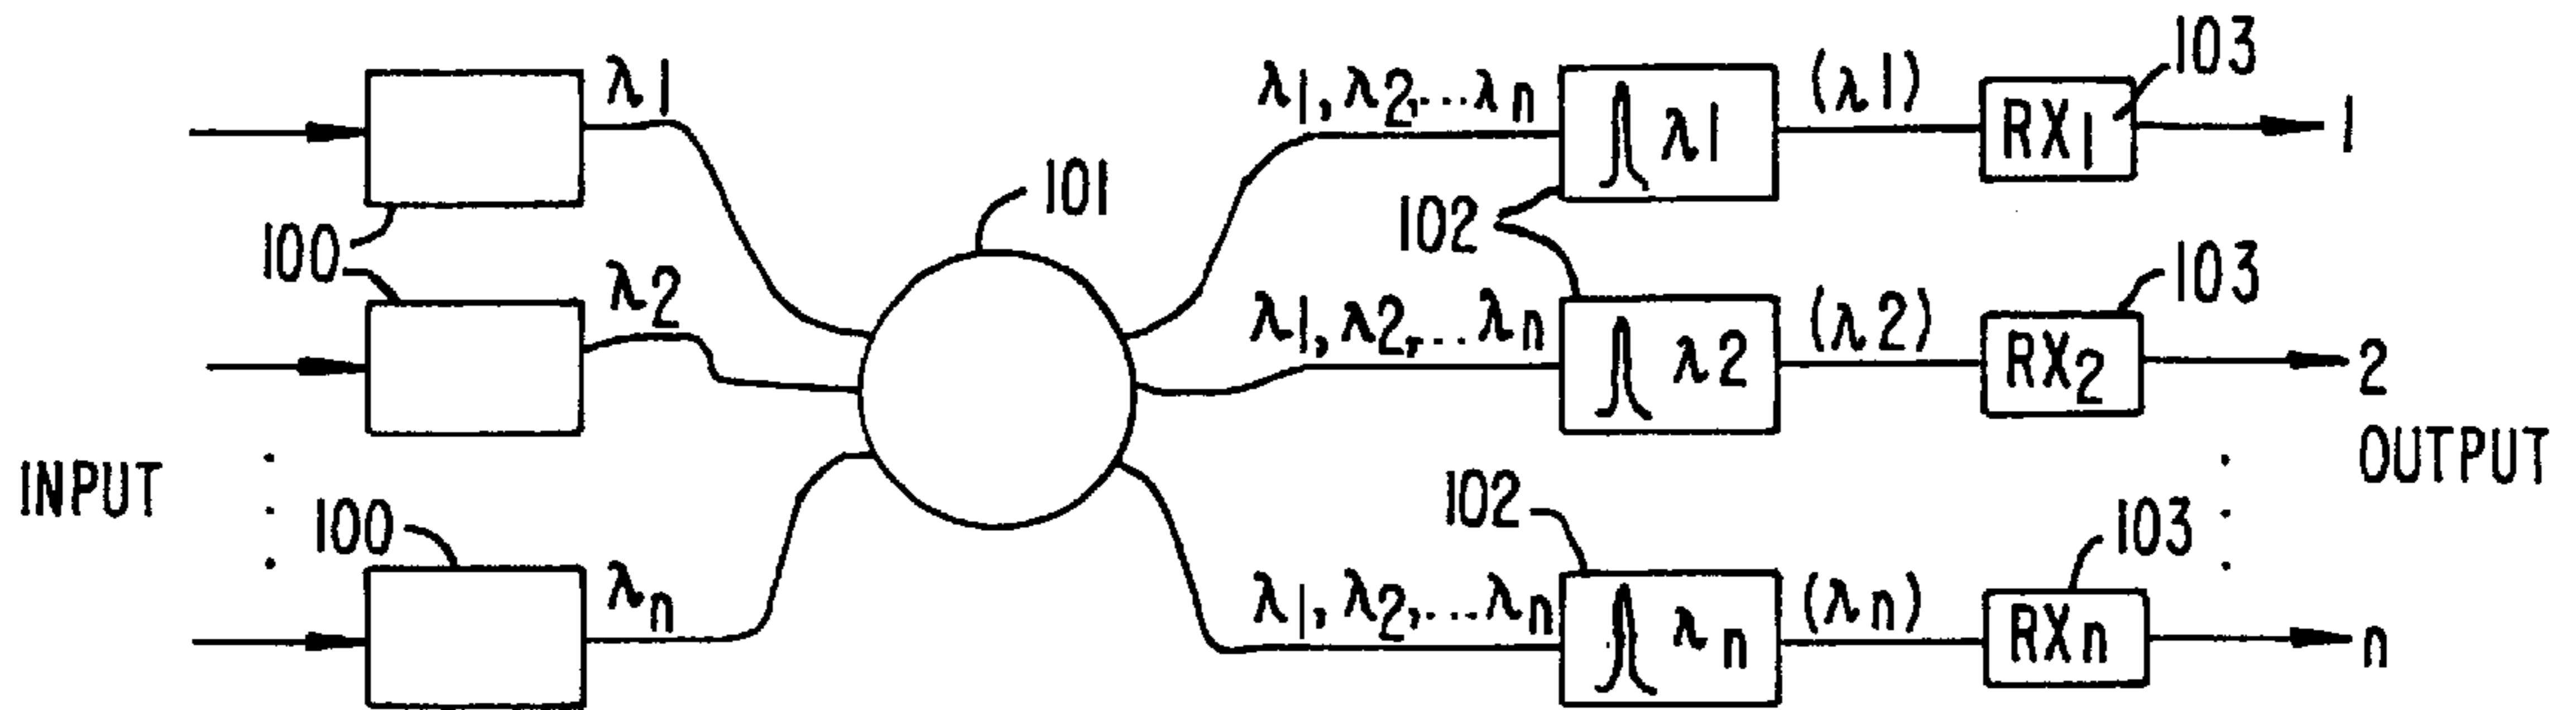 λ1 λ1, λ2, ...λn λ1 (λ1) RX1 103 1
100 101 102
λ2 λ1, λ2, ...λn λ2 (λ2) RX2 103 2
INPUT OUTPUT
100 102 103
λn λ1, λ2, ...λn λn (λn) RXn n